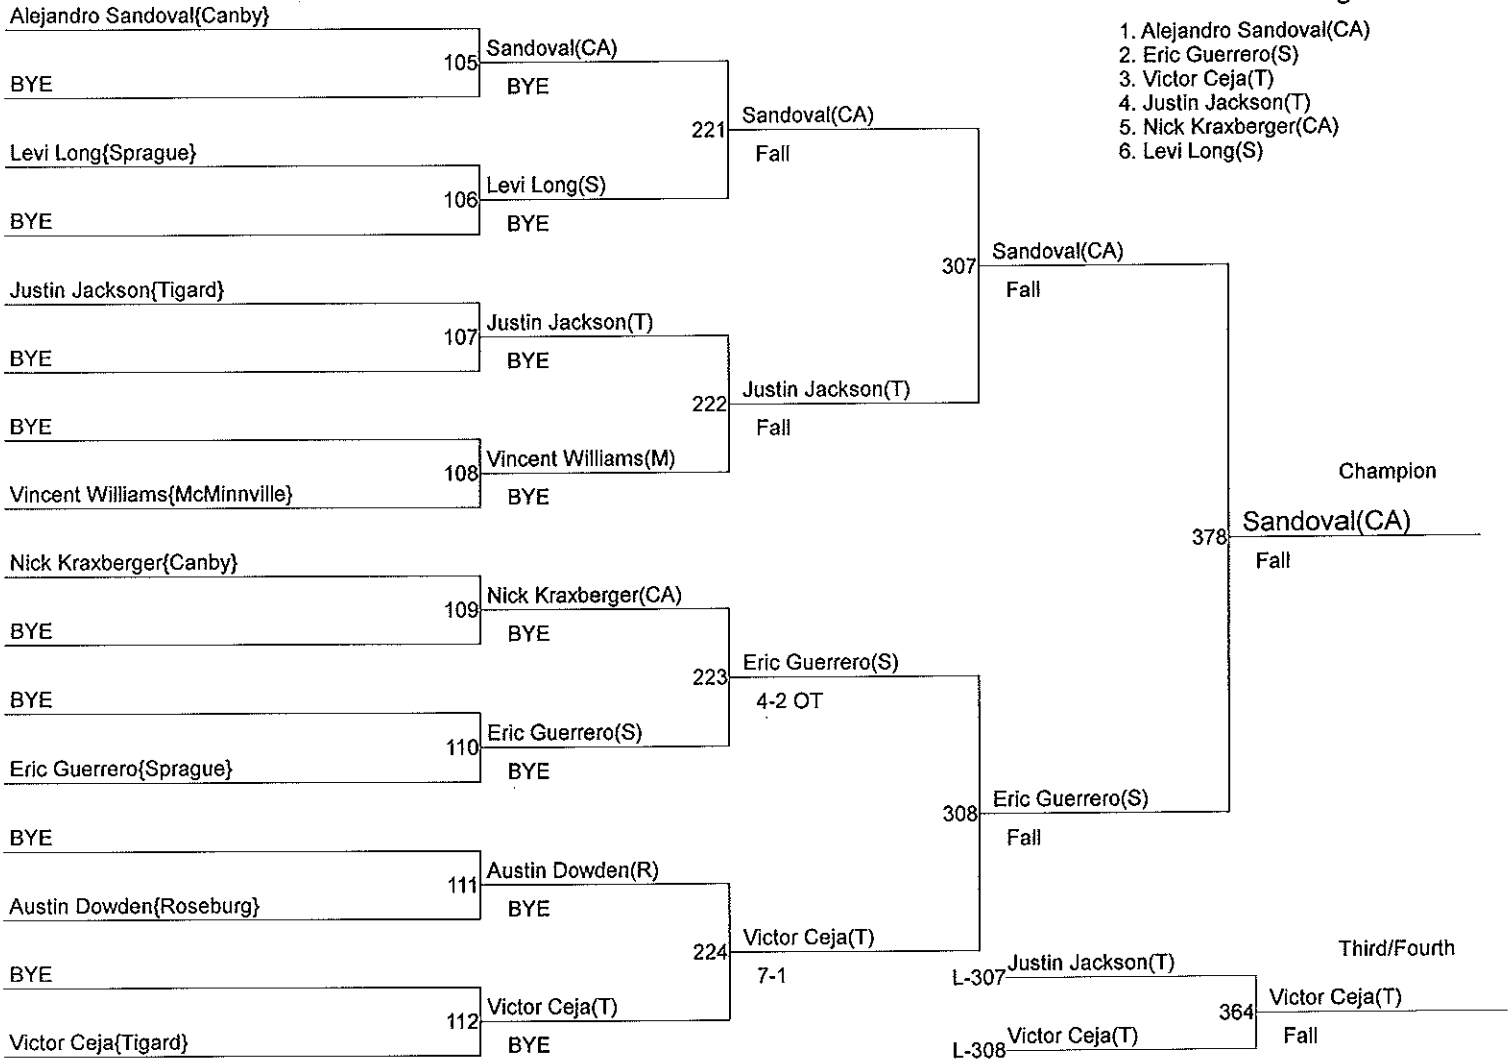 Alejandro Sandoval{Canby}
BYE
Levi Long{Sprague}
BYE
Justin Jackson{Tigard}
BYE
BYE
Vincent Williams{McMinnville}
Nick Kraxberger{Canby}
BYE
BYE
Eric Guerrero{Sprague}
BYE
Austin Dowden{Roseburg}
BYE
Victor Ceja{Tigard}
105
Sandoval(CA)
BYE
106
Levi Long(S)
BYE
107
Justin Jackson(T)
BYE
108
Vincent Williams(M)
BYE
109
Nick Kraxberger(CA)
BYE
110
Eric Guerrero(S)
BYE
111
Austin Dowden(R)
BYE
112
Victor Ceja(T)
BYE
221
Sandoval(CA)
Fall
222
Justin Jackson(T)
Fall
223
Eric Guerrero(S)
4-2 OT
224
Victor Ceja(T)
7-1
307
Sandoval(CA)
Fall
308
Eric Guerrero(S)
Fall
Champion
378
Sandoval(CA)
Fall
L-307
Justin Jackson(T)
L-308
Victor Ceja(T)
Third/Fourth
364
Victor Ceja(T)
Fall
1. Alejandro Sandoval(CA)
2. Eric Guerrero(S)
3. Victor Ceja(T)
4. Justin Jackson(T)
5. Nick Kraxberger(CA)
6. Levi Long(S)